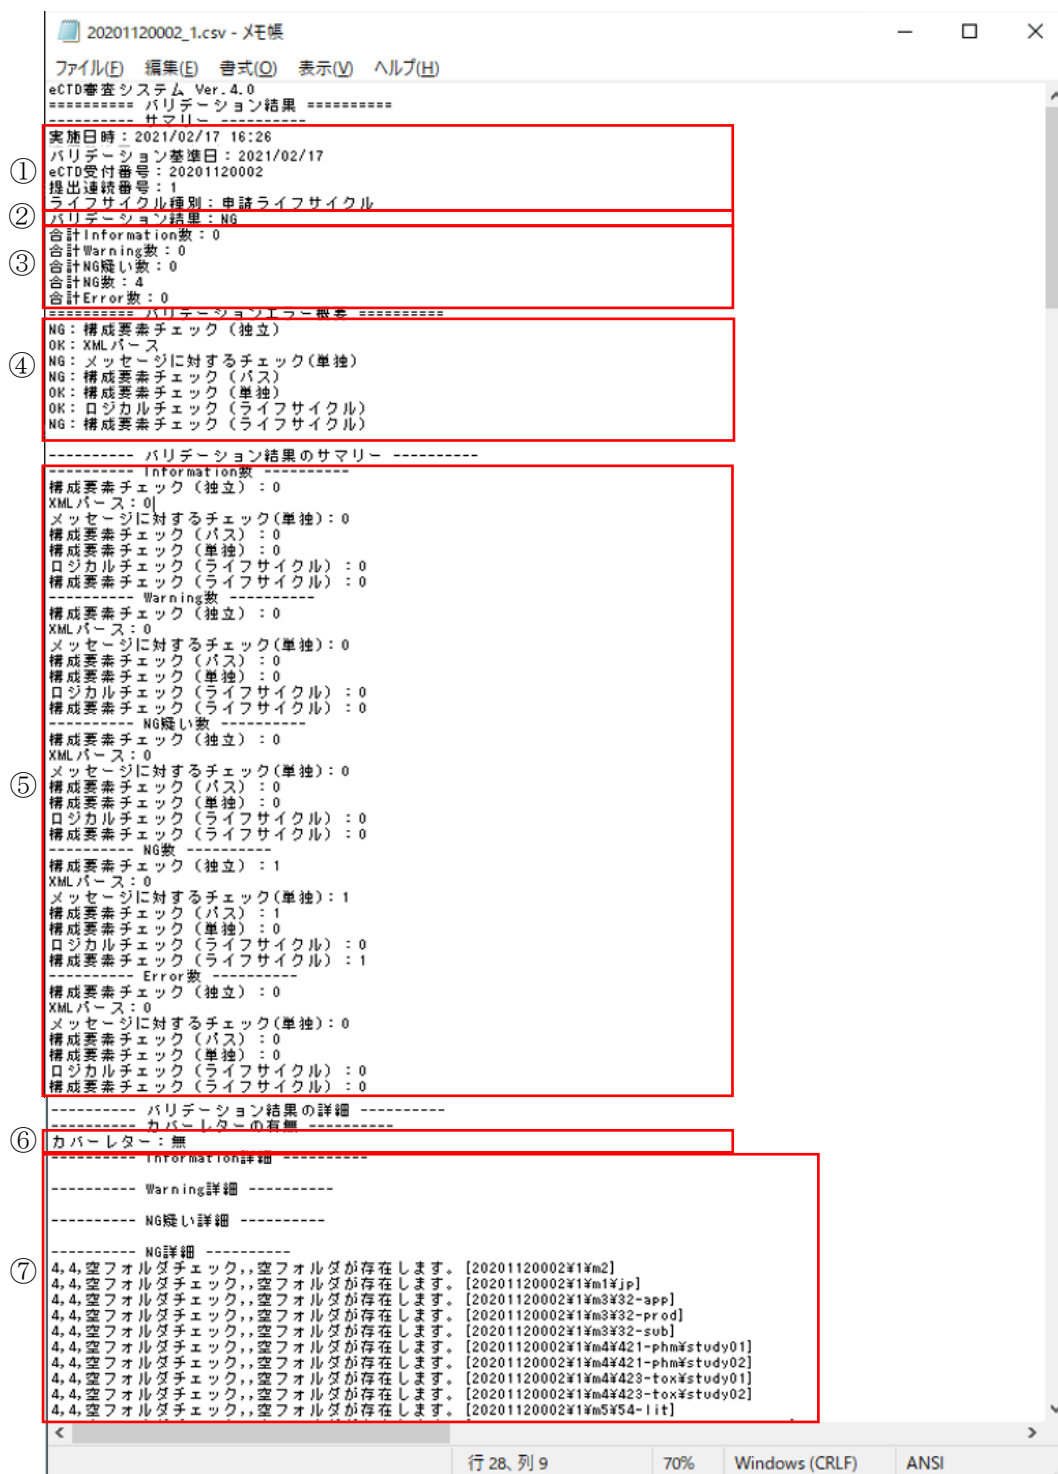 20201120002_1.csv - メモ帳
ファイル(F) 編集(E) 書式(O) 表示(V) ヘルプ(H)
eCTD審査システム Ver.4.0
========== バリデーション結果 ==========
---------- サマリー ----------
実施日時：2021/02/17 16:26
バリデーション基準日：2021/02/17
① eCTD受付番号：20201120002
提出連続番号：1
ライフサイクル種別：申請ライフサイクル
② バリデーション結果：NG
合計Information数：0
合計Warning数：0
③ 合計NG疑い数：0
合計NG数：4
合計Error数：0
========== バリデーションエラー概要 ==========
NG：構成要素チェック（独立）
OK：XMLパース
④ NG：メッセージに対するチェック(単独)
NG：構成要素チェック（パス）
OK：構成要素チェック（単独）
OK：ロジカルチェック（ライフサイクル）
NG：構成要素チェック（ライフサイクル）
---------- バリデーション結果のサマリー ----------
---------- Information数 ----------
構成要素チェック（独立）：0
XMLパース：0
メッセージに対するチェック(単独)：0
構成要素チェック（パス）：0
構成要素チェック（単独）：0
ロジカルチェック（ライフサイクル）：0
構成要素チェック（ライフサイクル）：0
---------- Warning数 ----------
構成要素チェック（独立）：0
XMLパース：0
メッセージに対するチェック(単独)：0
構成要素チェック（パス）：0
構成要素チェック（単独）：0
ロジカルチェック（ライフサイクル）：0
構成要素チェック（ライフサイクル）：0
---------- NG疑い数 ----------
構成要素チェック（独立）：0
XMLパース：0
メッセージに対するチェック(単独)：0
⑤ 構成要素チェック（パス）：0
構成要素チェック（単独）：0
ロジカルチェック（ライフサイクル）：0
構成要素チェック（ライフサイクル）：0
---------- NG数 ----------
構成要素チェック（独立）：1
XMLパース：0
メッセージに対するチェック(単独)：1
構成要素チェック（パス）：1
構成要素チェック（単独）：0
ロジカルチェック（ライフサイクル）：0
構成要素チェック（ライフサイクル）：1
---------- Error数 ----------
構成要素チェック（独立）：0
XMLパース：0
メッセージに対するチェック(単独)：0
構成要素チェック（パス）：0
構成要素チェック（単独）：0
ロジカルチェック（ライフサイクル）：0
構成要素チェック（ライフサイクル）：0
---------- バリデーション結果の詳細 ----------
---------- カバーレターの有無 ----------
⑥ カバーレター：無
---------- Information詳細 ----------
---------- Warning詳細 ----------
---------- NG疑い詳細 ----------
---------- NG詳細 ----------
⑦ 4,4,空フォルダチェック,,空フォルダが存在します。[20201120002¥1¥m2]
4,4,空フォルダチェック,,空フォルダが存在します。[20201120002¥1¥m1¥jp]
4,4,空フォルダチェック,,空フォルダが存在します。[20201120002¥1¥m3¥32-app]
4,4,空フォルダチェック,,空フォルダが存在します。[20201120002¥1¥m3¥32-prod]
4,4,空フォルダチェック,,空フォルダが存在します。[20201120002¥1¥m3¥32-sub]
4,4,空フォルダチェック,,空フォルダが存在します。[20201120002¥1¥m4¥421-phm¥study01]
4,4,空フォルダチェック,,空フォルダが存在します。[20201120002¥1¥m4¥421-phm¥study02]
4,4,空フォルダチェック,,空フォルダが存在します。[20201120002¥1¥m4¥423-tox¥study01]
4,4,空フォルダチェック,,空フォルダが存在します。[20201120002¥1¥m4¥423-tox¥study02]
4,4,空フォルダチェック,,空フォルダが存在します。[20201120002¥1¥m5¥54-lit]
行 28、列 9 70% Windows (CRLF) ANSI